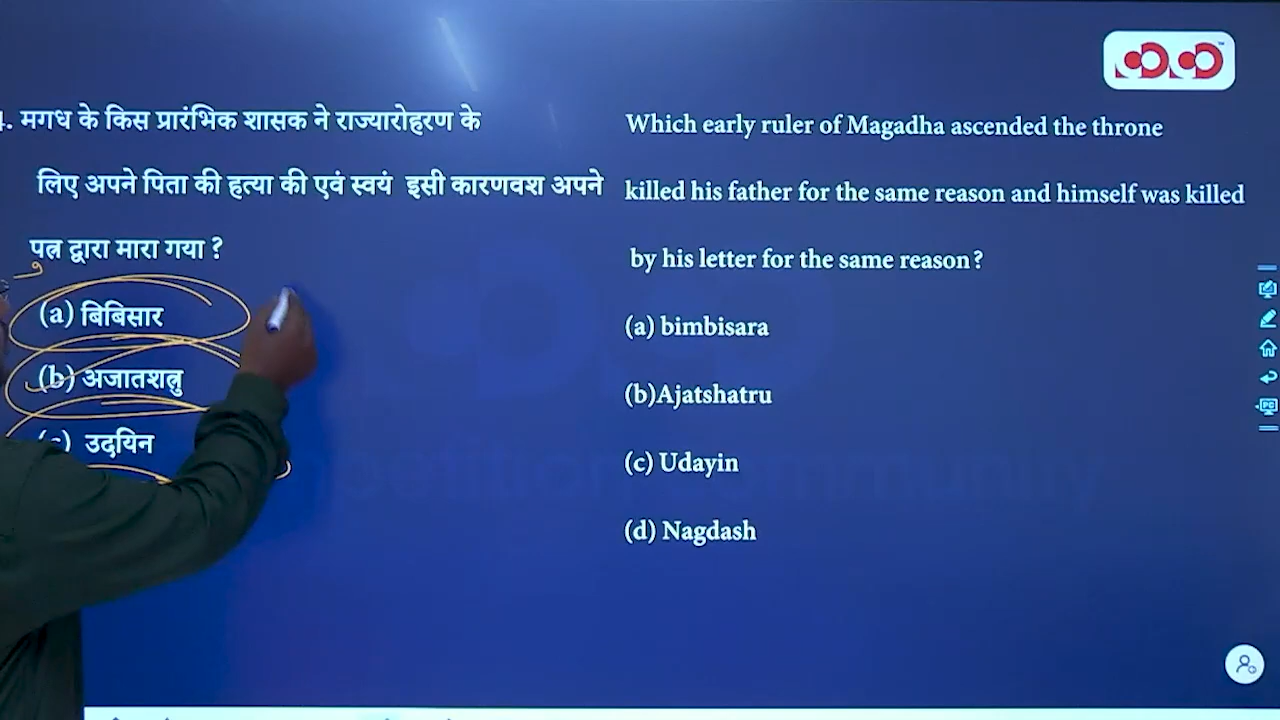 . मगध के किस प्रारंभिक शासक ने राज्यारोहरण के
लिए अपने पिता की हत्या की एवं स्वयं इसी कारणवश अपने
पत्न द्वारा मारा गया ?
(a) बिंबिसार
(b) अजातशत्नु
(c) उदयिन
Which early ruler of Magadha ascended the throne
killed his father for the same reason and himself was killed
by his letter for the same reason?
(a) bimbisara
(b)Ajatshatru
(c) Udayin
(d) Nagdash
PC